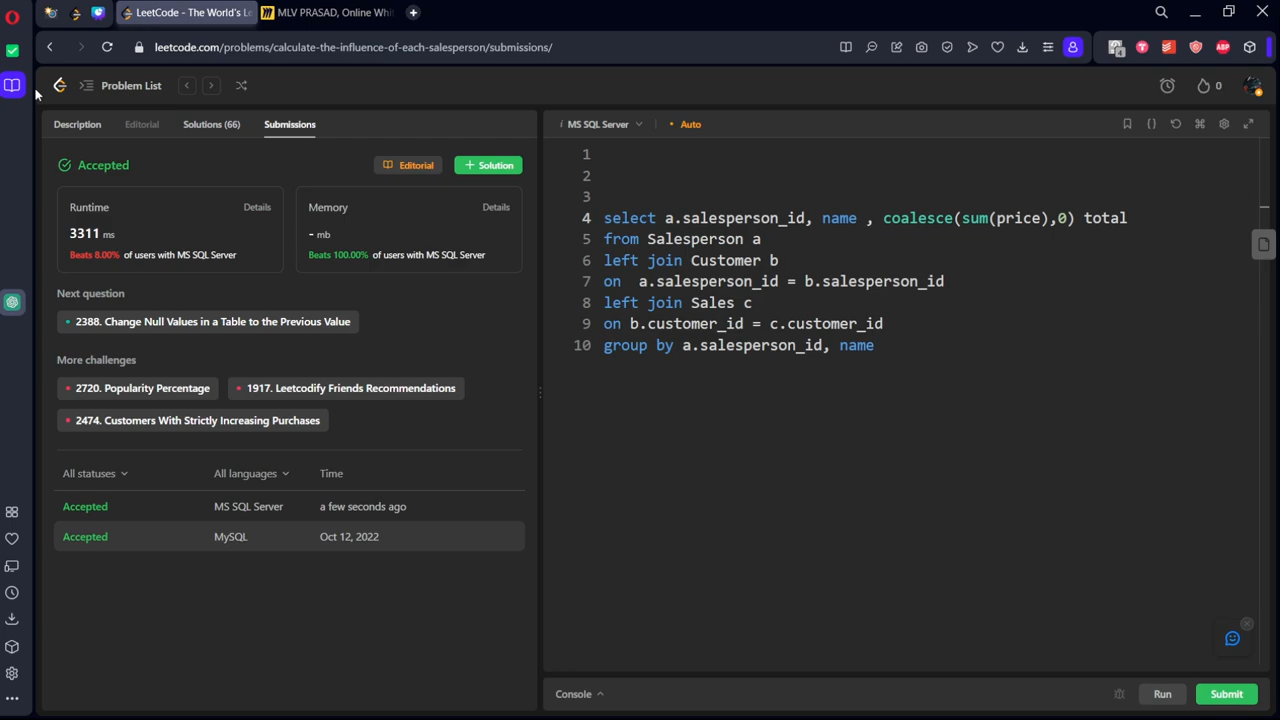 LeetCode - The World's Le
MLV PRASAD, Online Whi
leetcode.com/problems/calculate-the-influence-of-each-salesperson/submissions/
4
ABP
Problem List
0
Description
Editorial
Solutions (66)
Submissions
Accepted
Editorial
Solution
Runtime
Details
3311 ms
Beats 8.00% of users with MS SQL Server
Memory
Details
- mb
Beats 100.00% of users with MS SQL Server
Next question
2388. Change Null Values in a Table to the Previous Value
More challenges
2720. Popularity Percentage
1917. Leetcodify Friends Recommendations
2474. Customers With Strictly Increasing Purchases
All statuses
All languages
Time
Accepted
MS SQL Server
a few seconds ago
Accepted
MySQL
Oct 12, 2022
i MS SQL Server
• Auto
1
2
3
4 select a.salesperson_id, name , coalesce(sum(price),0) total
5 from Salesperson a
6 left join Customer b
7 on  a.salesperson_id = b.salesperson_id
8 left join Sales c
9 on b.customer_id = c.customer_id
10 group by a.salesperson_id, name
Console
Run
Submit